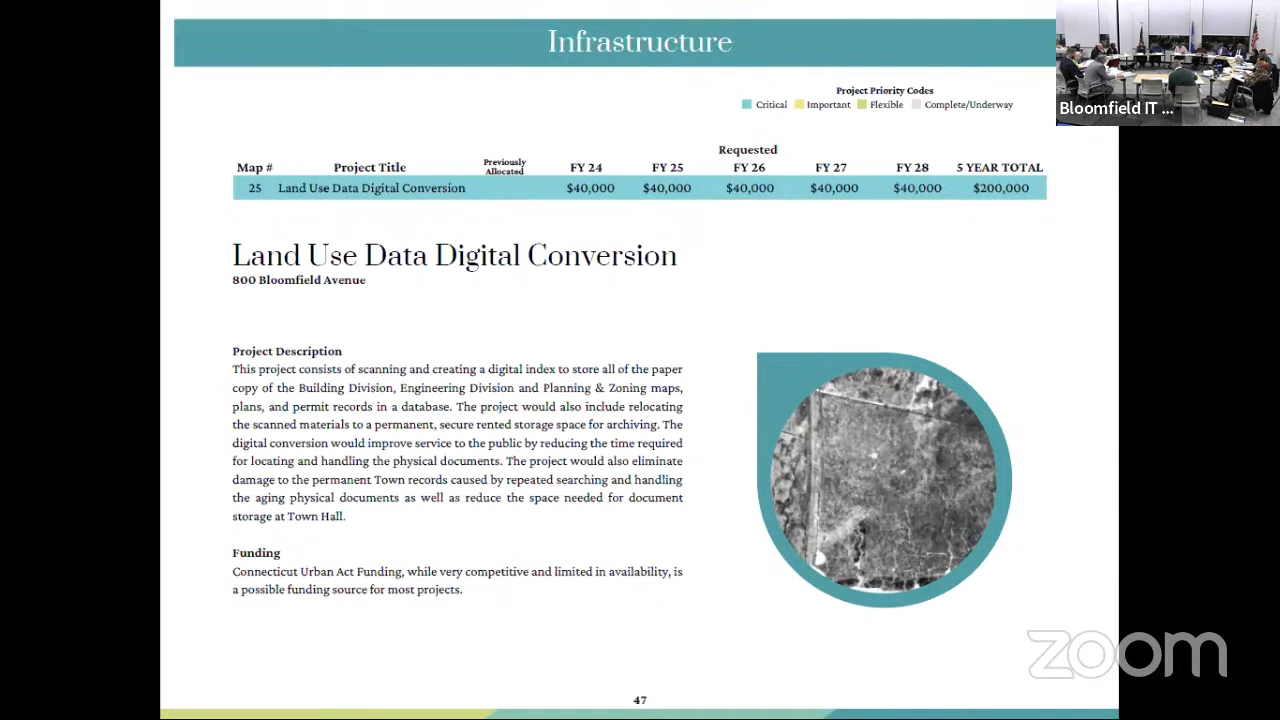 Infrastructure
Bloomfield IT ...
Project Priority Codes
Critical Important Flexible Complete/Underway
Requested
Map # Project Title Previously Allocated FY 24 FY 25 FY 26 FY 27 FY 28 5 YEAR TOTAL
25 Land Use Data Digital Conversion $40,000 $40,000 $40,000 $40,000 $40,000 $200,000
Land Use Data Digital Conversion
800 Bloomfield Avenue
Project Description
This project consists of scanning and creating a digital index to store all of the paper
copy of the Building Division, Engineering Division and Planning & Zoning maps,
plans, and permit records in a database. The project would also include relocating
the scanned materials to a permanent, secure rented storage space for archiving. The
digital conversion would improve service to the public by reducing the time required
for locating and handling the physical documents. The project would also eliminate
damage to the permanent Town records caused by repeated searching and handling
the aging physical documents as well as reduce the space needed for document
storage at Town Hall.
Funding
Connecticut Urban Act Funding, while very competitive and limited in availability, is
a possible funding source for most projects.
zoom
47